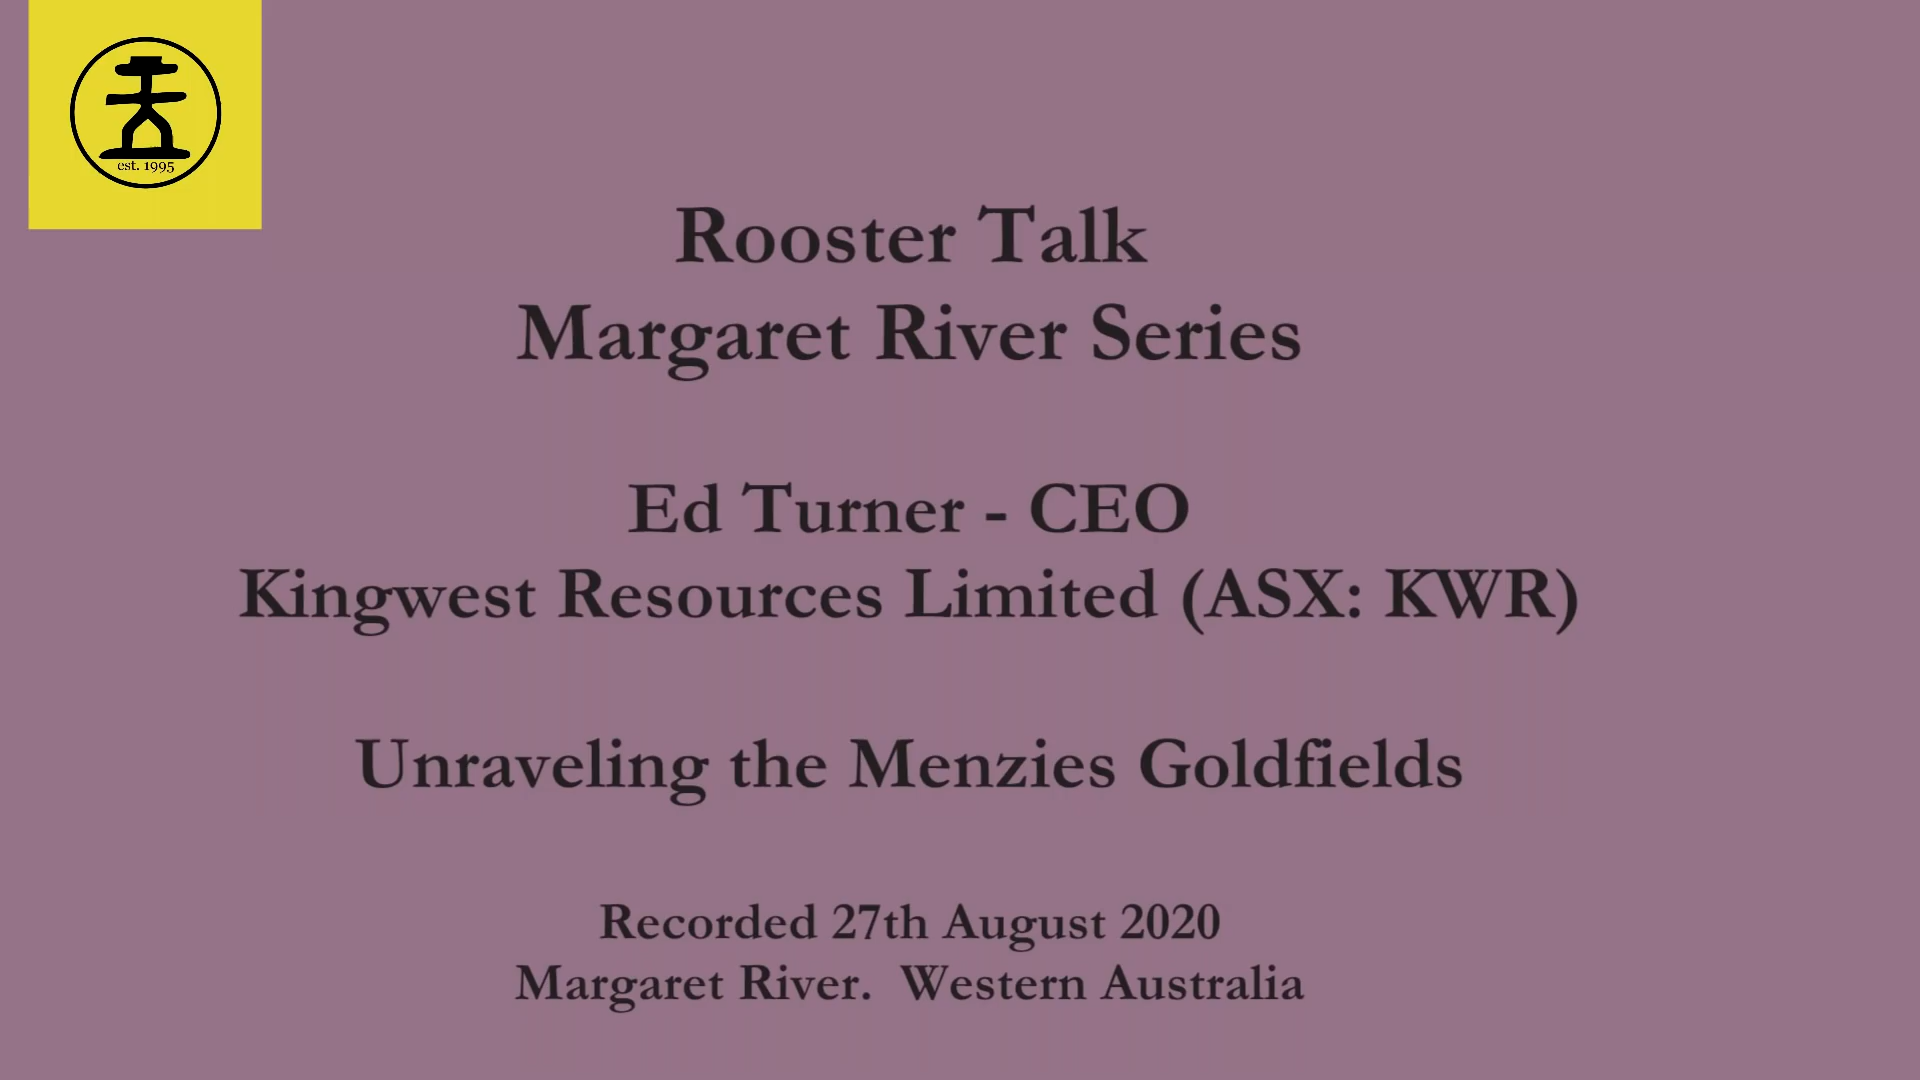 est. 1995
Rooster Talk
Margaret River Series
Ed Turner - CEO
Kingwest Resources Limited (ASX: KWR)
Unraveling the Menzies Goldfields
Recorded 27th August 2020
Margaret River.  Western Australia